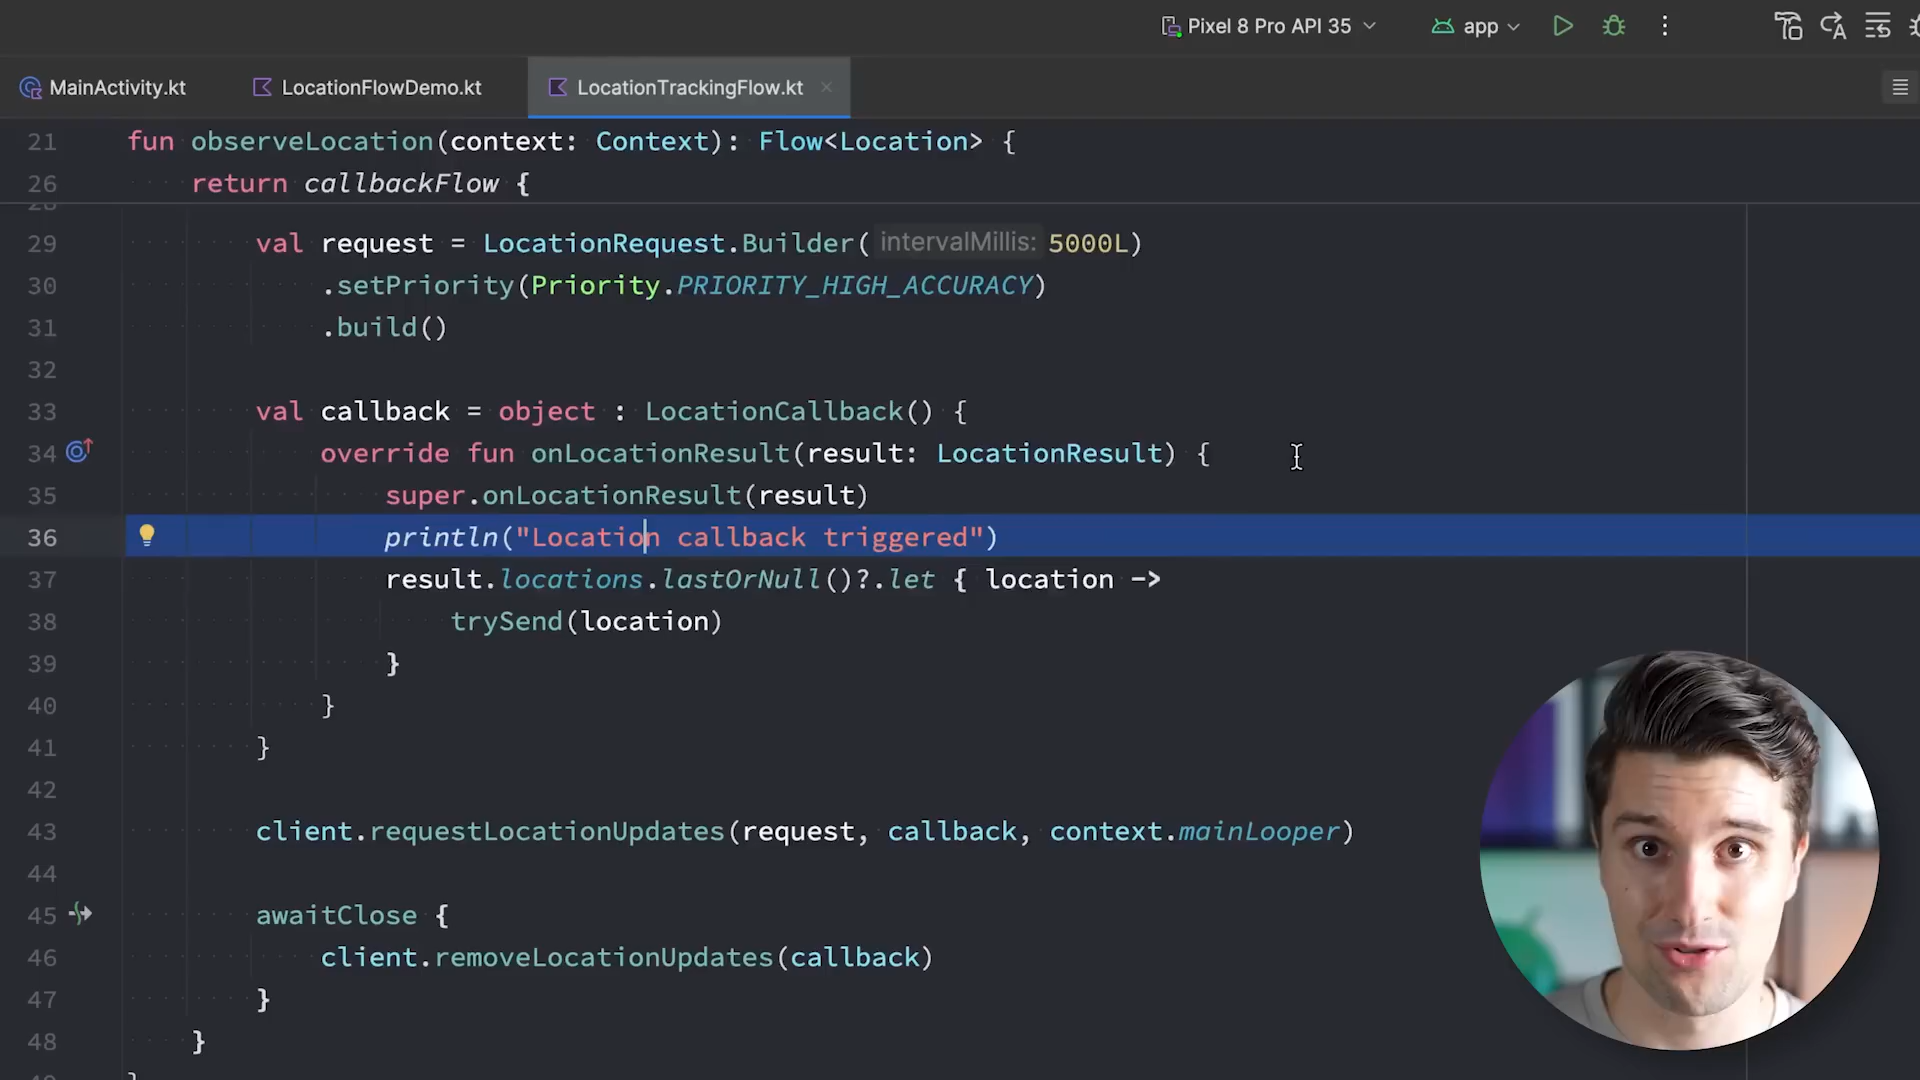 Pixel 8 Pro API 35
app
MainActivity.kt
LocationFlowDemo.kt
LocationTrackingFlow.kt
21 fun observeLocation(context: Context): Flow<Location> {
26 return callbackFlow {
28
29 val request = LocationRequest.Builder( intervalMillis: 5000L)
30 .setPriority(Priority.PRIORITY_HIGH_ACCURACY)
31 .build()
32
33 val callback = object : LocationCallback() {
34 override fun onLocationResult(result: LocationResult) {
35 super.onLocationResult(result)
36 println("Location callback triggered")
37 result.locations.lastOrNull()?.let { location ->
38 trySend(location)
39 }
40 }
41 }
42
43 client.requestLocationUpdates(request, callback, context.mainLooper)
44
45 awaitClose {
46 client.removeLocationUpdates(callback)
47 }
48 }
49 }